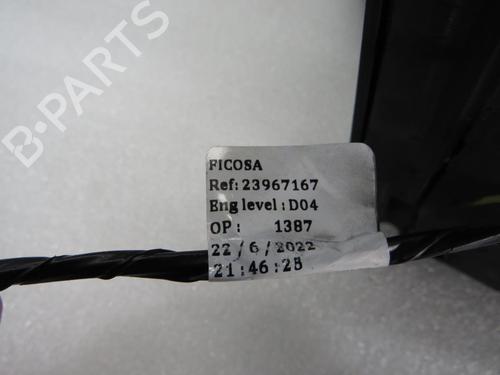 B-PARTS
FICOSA
Ref: 23967167
Eng level : D04
OP : 1387
22 / 6 / 2022
21:46:25